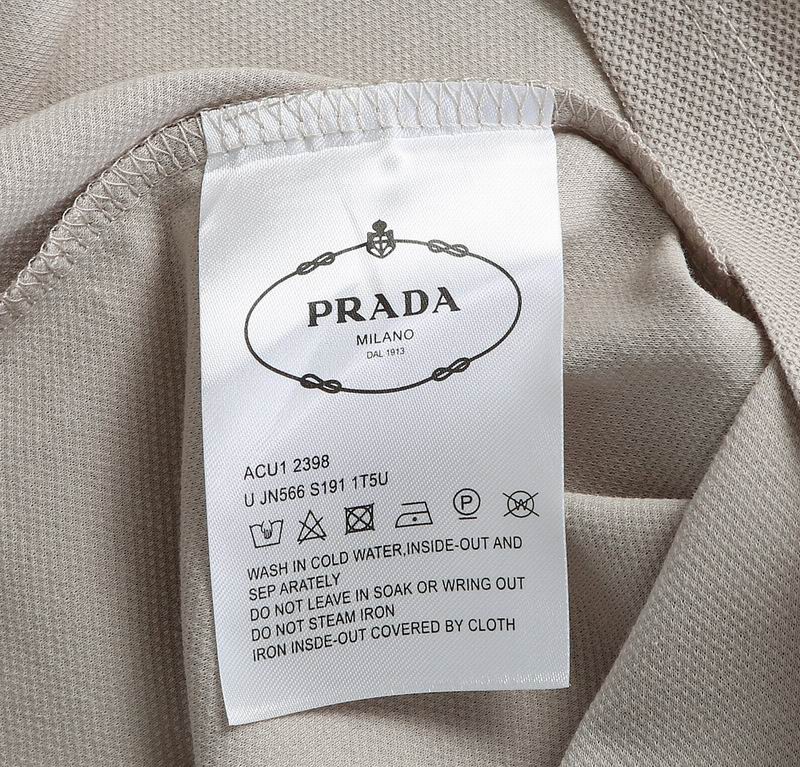 PRADA
MILANO
DAL 1913
ACU1 2398
U JN566 S191 1T5U
P W
WASH IN COLD WATER,INSIDE-OUT AND
SEP ARATELY
DO NOT LEAVE IN SOAK OR WRING OUT
DO NOT STEAM IRON
IRON INSDE-OUT COVERED BY CLOTH